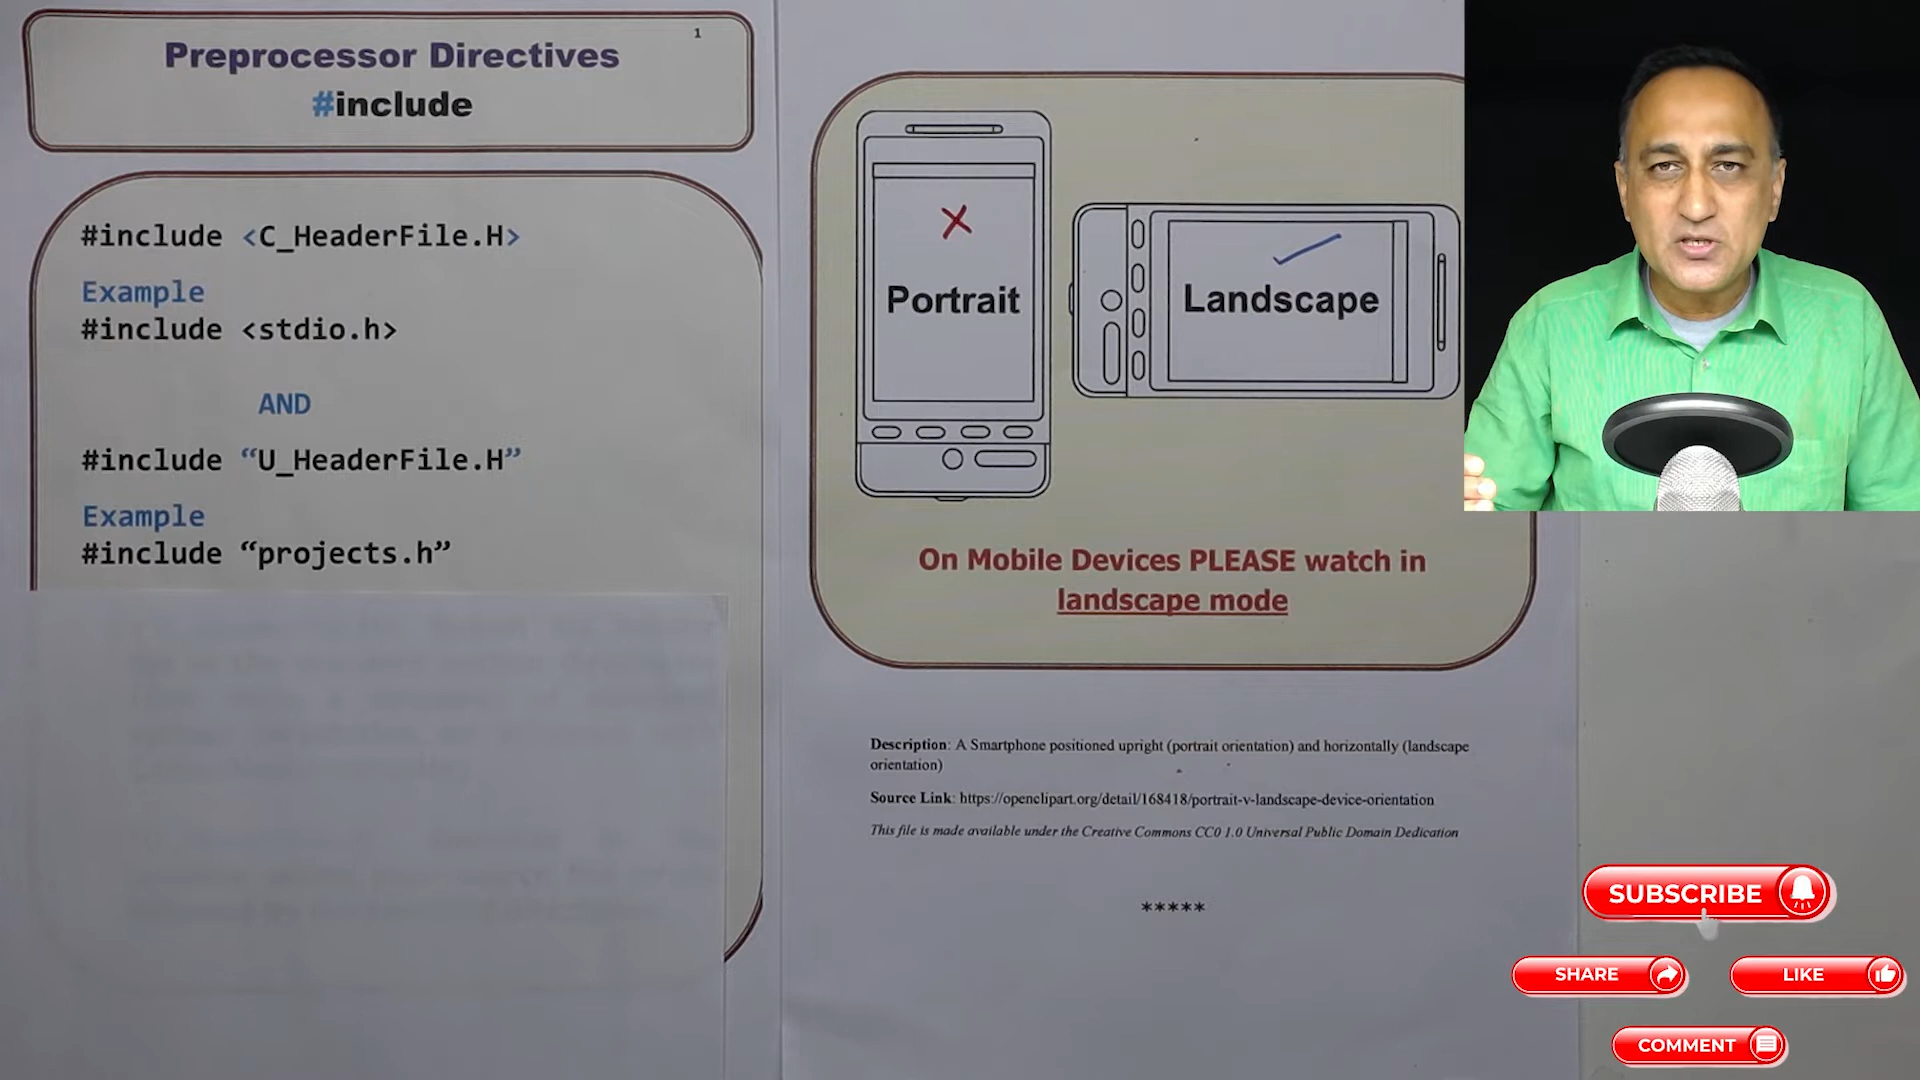 1
Preprocessor Directives
#include
#include <C_HeaderFile.H>
Example
#include <stdio.h>
AND
#include “U_HeaderFile.H”
Example
#include “projects.h”
Portrait
Landscape
On Mobile Devices PLEASE watch in
landscape mode
Description: A Smartphone positioned upright (portrait orientation) and horizontally (landscape
orientation)
Source Link: https://openclipart.org/detail/168418/portrait-v-landscape-device-orientation
This file is made available under the Creative Commons CC0 1.0 Universal Public Domain Dedication
*****
SUBSCRIBE
SHARE
LIKE
COMMENT